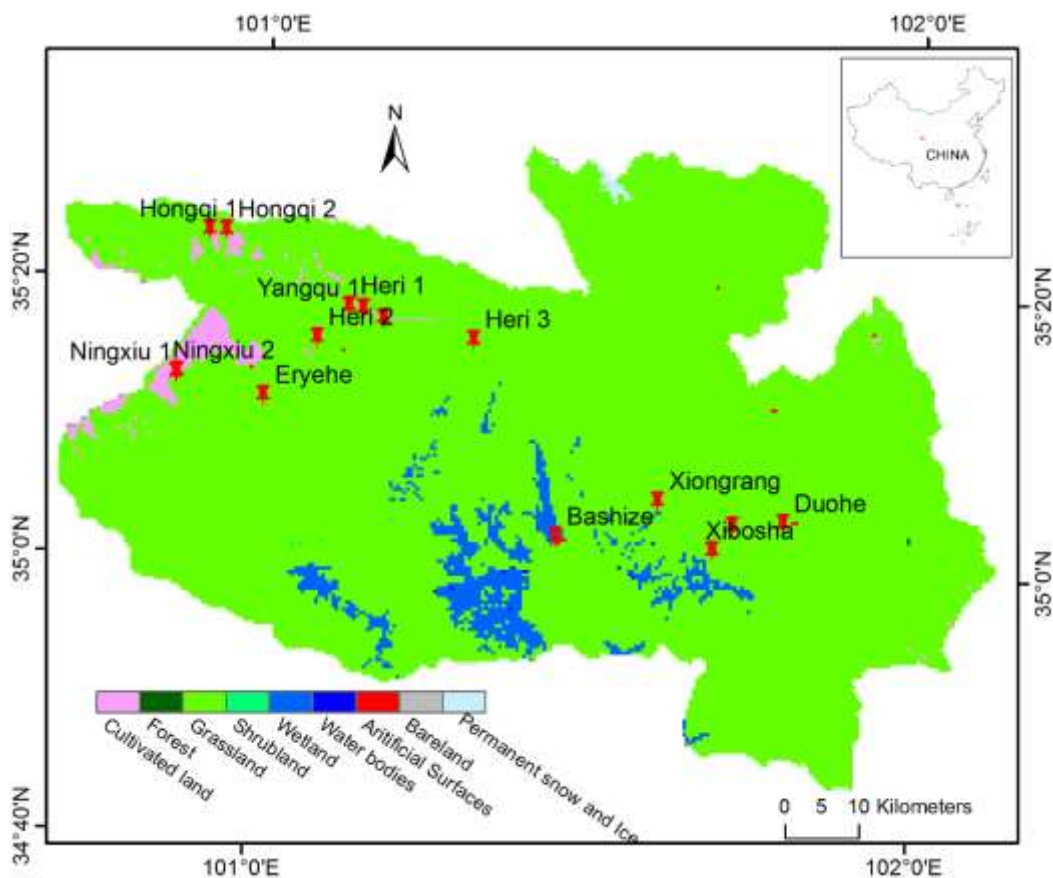 101°0'E 102°0'E
N
CHINA
Hongqi 1 Hongqi 2
35°20'N
Yangqu 1 Heri 1
35°20'N
Heri 2 Heri 3
Ningxiu 1 Ningxiu 2
Eryehe
Xiongrang
Bashize Duohe
Xibosha
35°0'N
35°0'N
Cultivated land
Forest
Grassland
Shrubland
Wetland
Water bodies
Aritificial Surfaces
Bareland
Permanent snow and Ice
0 5 10 Kilometers
34°40'N
101°0'E 102°0'E